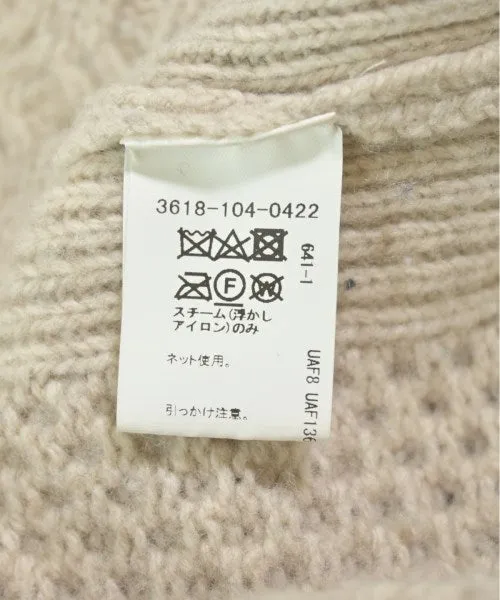 3618-104-0422
641-1
F W
スチーム(浮かし
アイロン)のみ
ネット使用。
引っかけ注意。
UAF8 UAF136